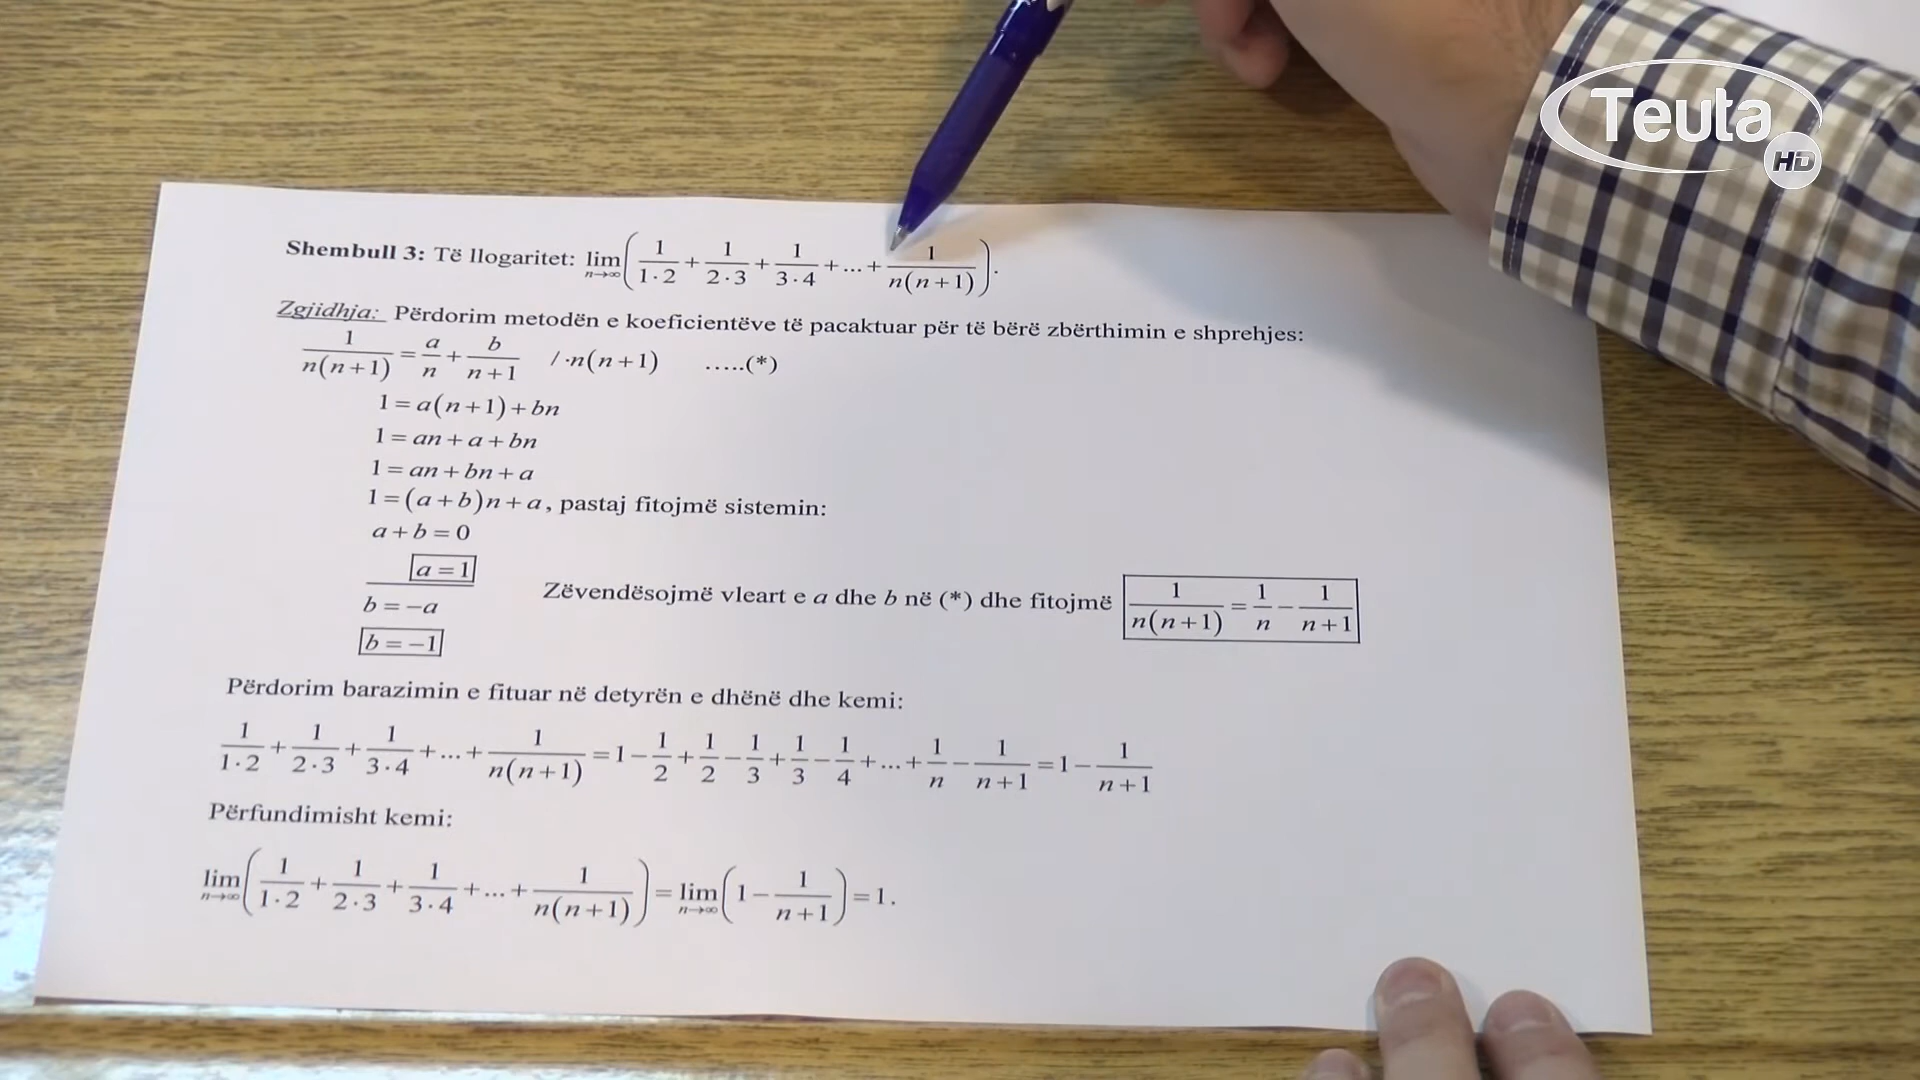 Teuta HD
Shembull 3: Të llogaritet: lim n→∞ ( 1/(1·2) + 1/(2·3) + 1/(3·4) + ... + 1/(n(n+1)) ).
Zgjidhja: Përdorim metodën e koeficientëve të pacaktuar për të bërë zbërthimin e shprehjes:
1/(n(n+1)) = a/n + b/(n+1) / ·n(n+1) .....(*)
1 = a(n+1) + bn
1 = an + a + bn
1 = an + bn + a
1 = (a+b)n + a, pastaj fitojmë sistemin:
a + b = 0
a = 1
b = −a
b = −1
Zëvendësojmë vleart e a dhe b në (*) dhe fitojmë 1/(n(n+1)) = 1/n − 1/(n+1)
Përdorim barazimin e fituar në detyrën e dhënë dhe kemi:
1/(1·2) + 1/(2·3) + 1/(3·4) + ... + 1/(n(n+1)) = 1 − 1/2 + 1/2 − 1/3 + 1/3 − 1/4 + ... + 1/n − 1/(n+1) = 1 − 1/(n+1)
Përfundimisht kemi:
lim n→∞ ( 1/(1·2) + 1/(2·3) + 1/(3·4) + ... + 1/(n(n+1)) ) = lim n→∞ ( 1 − 1/(n+1) ) = 1.